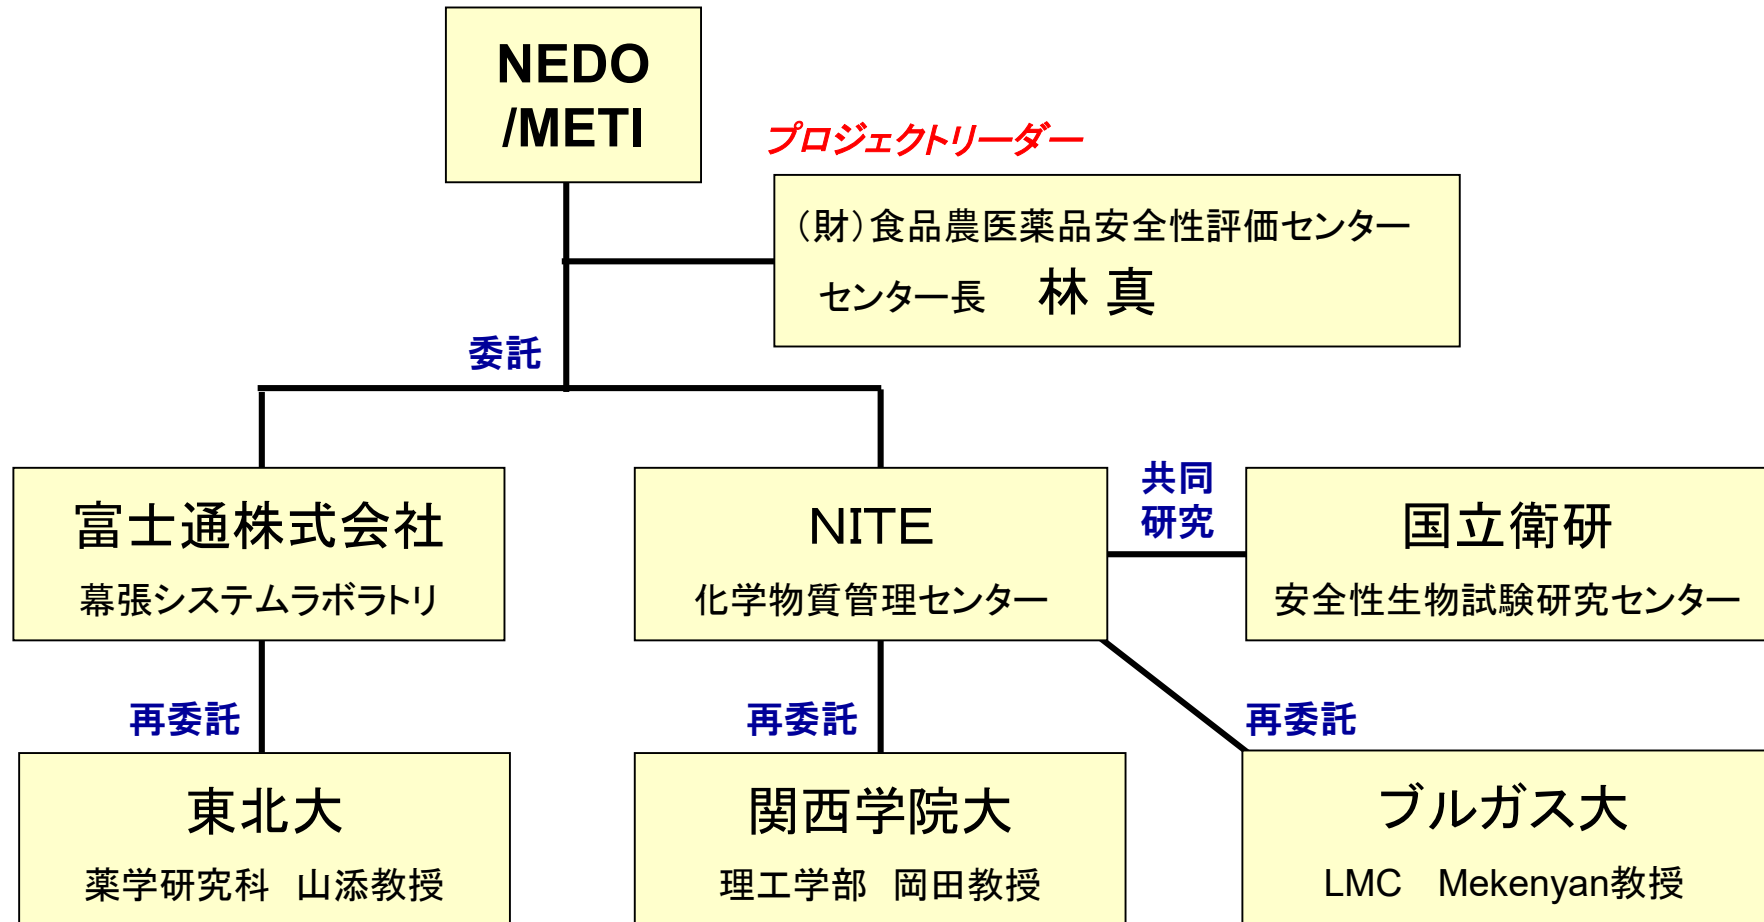 NEDO
/METI
プロジェクトリーダー
（財）食品農医薬品安全性評価センター
センター長　林 真
委託
富士通株式会社
幕張システムラボラトリ
NITE
化学物質管理センター
共同
研究
国立衛研
安全性生物試験研究センター
再委託
再委託
再委託
東北大
薬学研究科　山添教授
関西学院大
理工学部　岡田教授
ブルガス大
LMC　Mekenyan教授